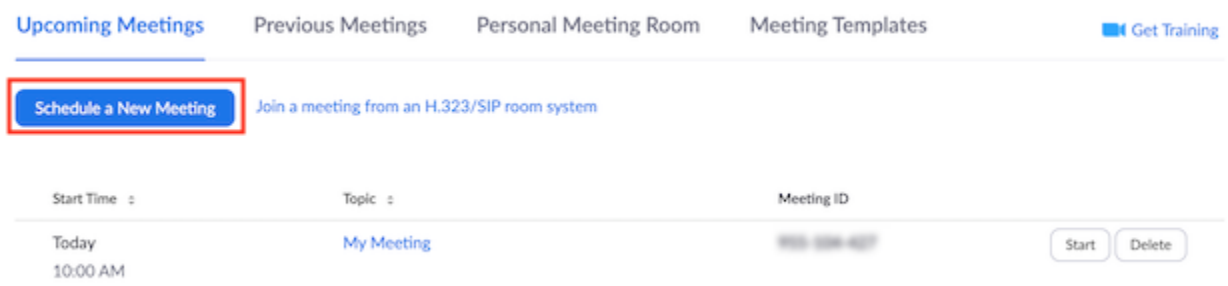 Upcoming Meetings Previous Meetings Personal Meeting Room Meeting Templates Get Training
Schedule a New Meeting Join a meeting from an H.323/SIP room system
Start Time Topic Meeting ID
Today My Meeting Start Delete
10:00 AM